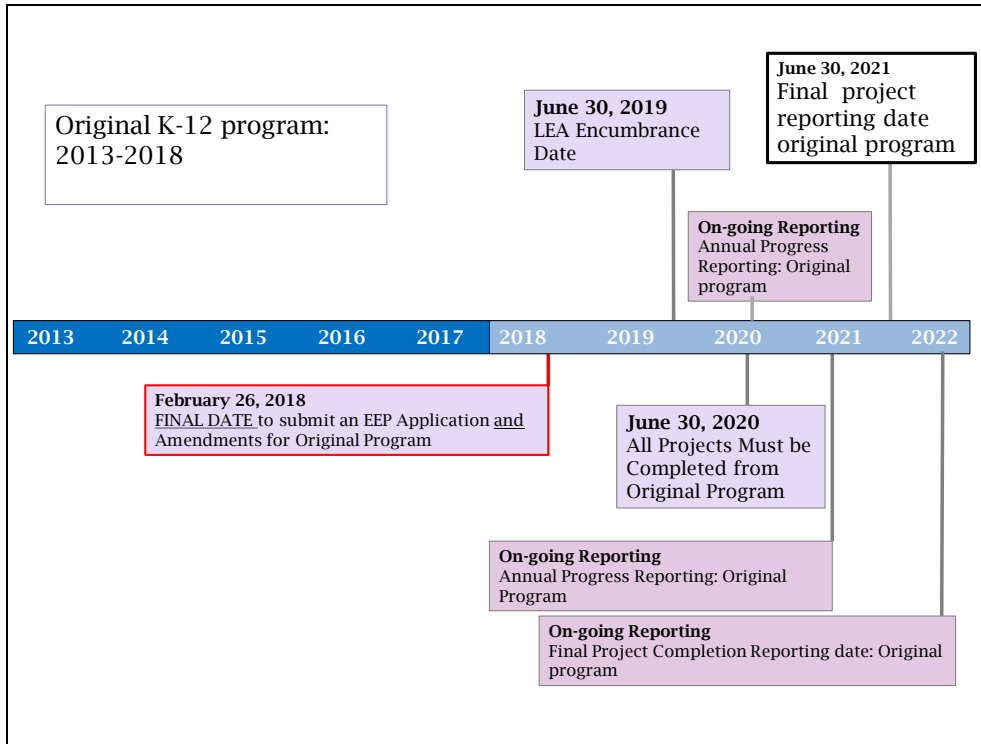 Original K-12 program:
2013-2018
June 30, 2019
LEA Encumbrance
Date
June 30, 2021
Final project
reporting date
original program
On-going Reporting
Annual Progress
Reporting: Original
program
2013 2014 2015 2016 2017 2018 2019 2020 2021 2022
February 26, 2018
FINAL DATE to submit an EEP Application and
Amendments for Original Program
June 30, 2020
All Projects Must be
Completed from
Original Program
On-going Reporting
Annual Progress Reporting: Original
Program
On-going Reporting
Final Project Completion Reporting date: Original
program